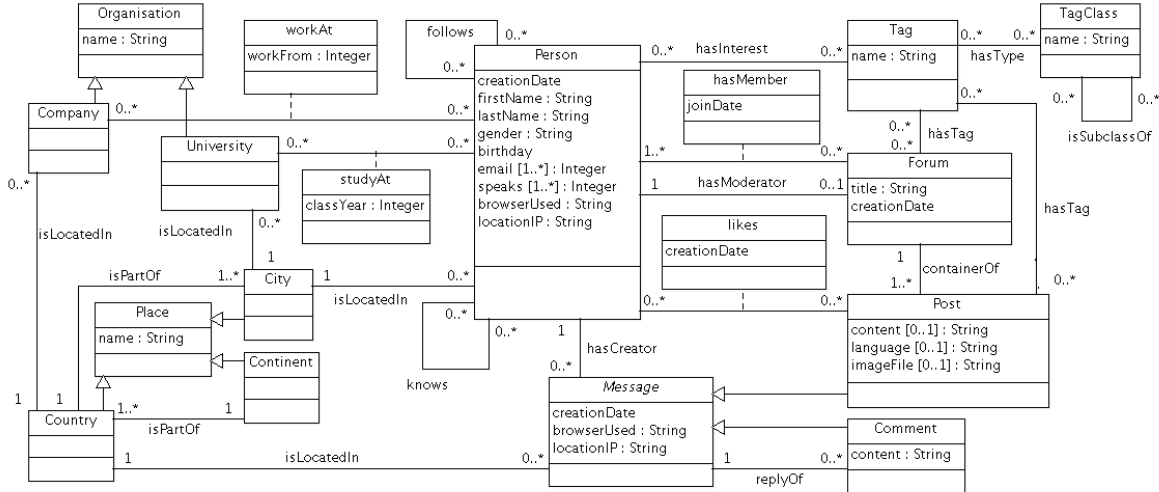 Organisation
name : String
workAt
workFrom : Integer
follows
0..*
0..*
Person
creationDate
firstName : String
lastName : String
gender : String
birthday
email [1..*] : Integer
speaks [1..*] : Integer
browserUsed : String
locationIP : String
0..*
hasInterest
0..*
Tag
name : String
0..*
0..*
hasType
TagClass
name : String
0..*
0..*
isSubclassOf
hasMember
joinDate
0..*
hasTag
0..*
0..*
hasTag
0..*
Company
0..*
0..*
University
0..*
0..*
studyAt
classYear : Integer
1..*
0..*
1
hasModerator
0..1
Forum
title : String
creationDate
0..*
isLocatedIn
isLocatedIn
0..*
1
likes
creationDate
1
containerOf
1..*
isPartOf
1..*
City
1
isLocatedIn
0..*
Place
name : String
Continent
0..*
0..*
knows
0..*
0..*
Post
content [0..1] : String
language [0..1] : String
imageFile [0..1] : String
1
hasCreator
0..*
Message
creationDate
browserUsed : String
locationIP : String
1
1
1..*
1
isPartOf
Country
1
isLocatedIn
0..*
1
replyOf
0..*
Comment
content : String